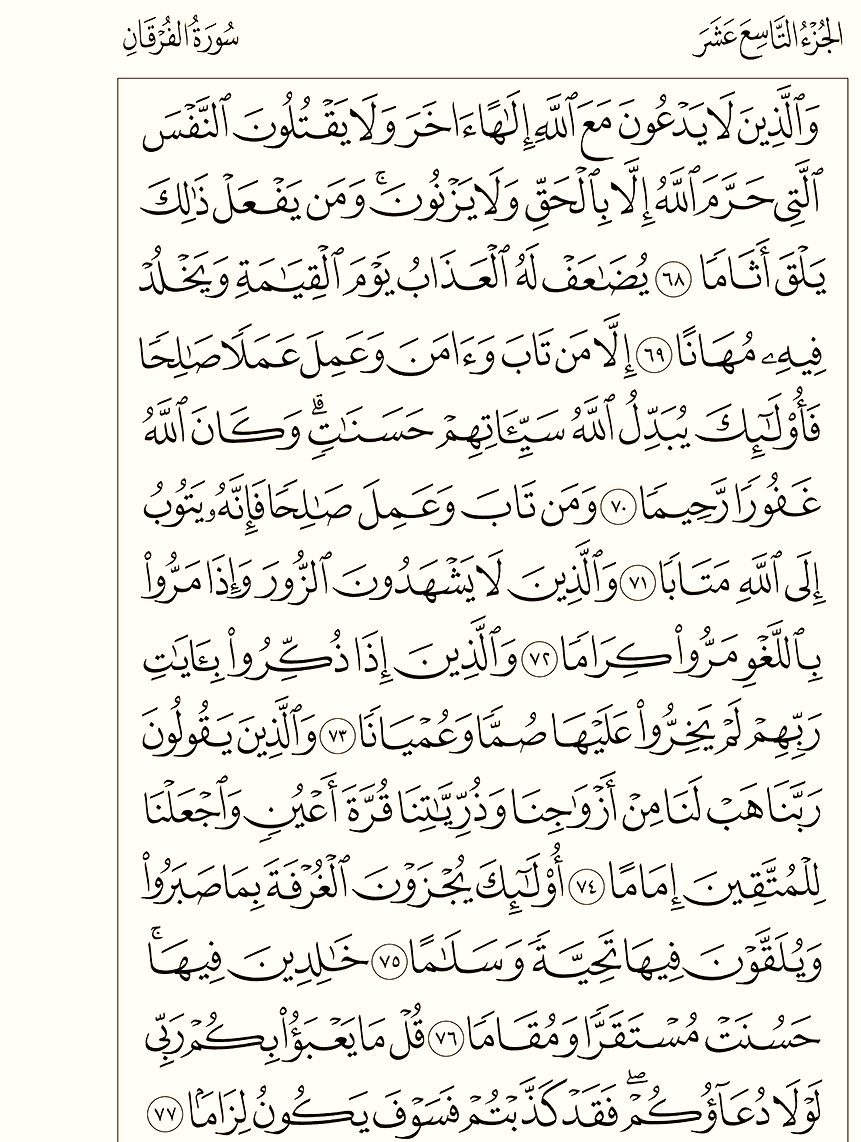 الجُزْءُ التَّاسِعَ عَشَرَ
سُورَةُ الفُرْقَانِ
وَٱلَّذِينَ لَا يَدْعُونَ مَعَ ٱللَّهِ إِلَٰهًا ءَاخَرَ وَلَا يَقْتُلُونَ ٱلنَّفْسَ
ٱلَّتِي حَرَّمَ ٱللَّهُ إِلَّا بِٱلْحَقِّ وَلَا يَزْنُونَۚ وَمَن يَفْعَلْ ذَٰلِكَ
يَلْقَ أَثَامًا ٦٨ يُضَٰعَفْ لَهُ ٱلْعَذَابُ يَوْمَ ٱلْقِيَٰمَةِ وَيَخْلُدْ
فِيهِۦ مُهَانًا ٦٩ إِلَّا مَن تَابَ وَءَامَنَ وَعَمِلَ عَمَلًا صَٰلِحًا
فَأُو۟لَٰٓئِكَ يُبَدِّلُ ٱللَّهُ سَيِّـَٔاتِهِمْ حَسَنَٰتٍۗ وَكَانَ ٱللَّهُ
غَفُورًا رَّحِيمًا ٧٠ وَمَن تَابَ وَعَمِلَ صَٰلِحًا فَإِنَّهُۥ يَتُوبُ
إِلَى ٱللَّهِ مَتَابًا ٧١ وَٱلَّذِينَ لَا يَشْهَدُونَ ٱلزُّورَ وَإِذَا مَرُّوا۟
بِٱللَّغْوِ مَرُّوا۟ كِرَامًا ٧٢ وَٱلَّذِينَ إِذَا ذُكِّرُوا۟ بِـَٔايَٰتِ
رَبِّهِمْ لَمْ يَخِرُّوا۟ عَلَيْهَا صُمًّا وَعُمْيَانًا ٧٣ وَٱلَّذِينَ يَقُولُونَ
رَبَّنَا هَبْ لَنَا مِنْ أَزْوَٰجِنَا وَذُرِّيَّٰتِنَا قُرَّةَ أَعْيُنٍ وَٱجْعَلْنَا
لِلْمُتَّقِينَ إِمَامًا ٧٤ أُو۟لَٰٓئِكَ يُجْزَوْنَ ٱلْغُرْفَةَ بِمَا صَبَرُوا۟
وَيُلَقَّوْنَ فِيهَا تَحِيَّةً وَسَلَٰمًا ٧٥ خَٰلِدِينَ فِيهَاۚ
حَسُنَتْ مُسْتَقَرًّا وَمُقَامًا ٧٦ قُلْ مَا يَعْبَؤُا۟ بِكُمْ رَبِّي
لَوْلَا دُعَآؤُكُمْۖ فَقَدْ كَذَّبْتُمْ فَسَوْفَ يَكُونُ لِزَامًۢا ٧٧